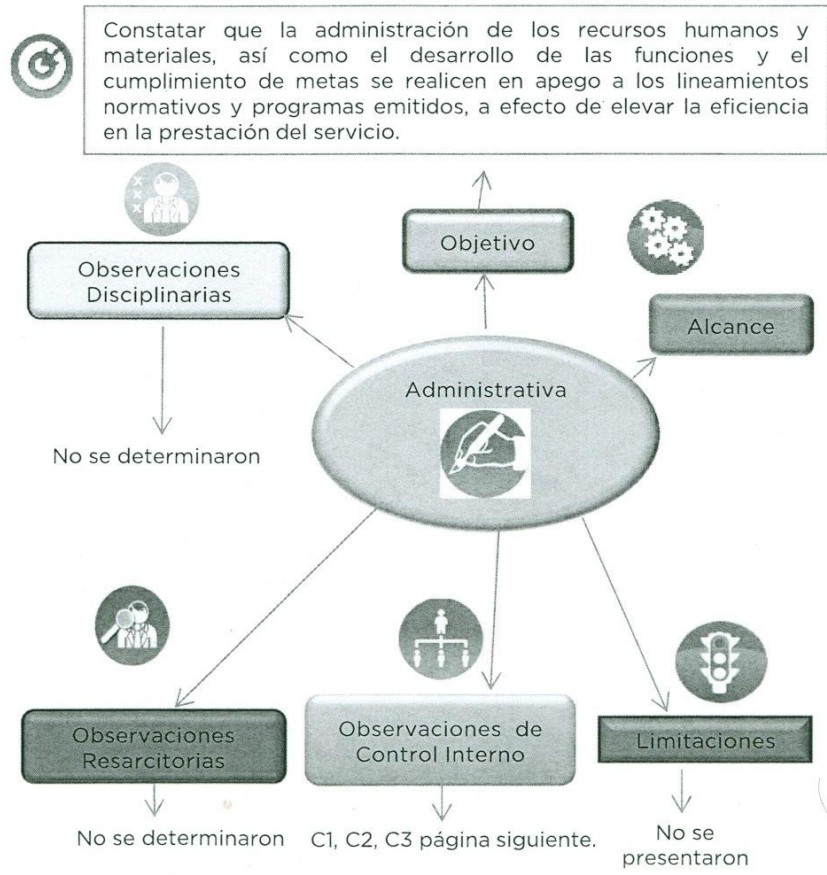 Constatar que la administración de los recursos humanos y
materiales, así como el desarrollo de las funciones y el
cumplimiento de metas se realicen en apego a los lineamientos
normativos y programas emitidos, a efecto de elevar la eficiencia
en la prestación del servicio.
Objetivo
Observaciones
Disciplinarias
Alcance
Administrativa
No se determinaron
Observaciones
Resarcitorias
Observaciones de
Control Interno
Limitaciones
No se determinaron
C1, C2, C3 página siguiente.
No se
presentaron